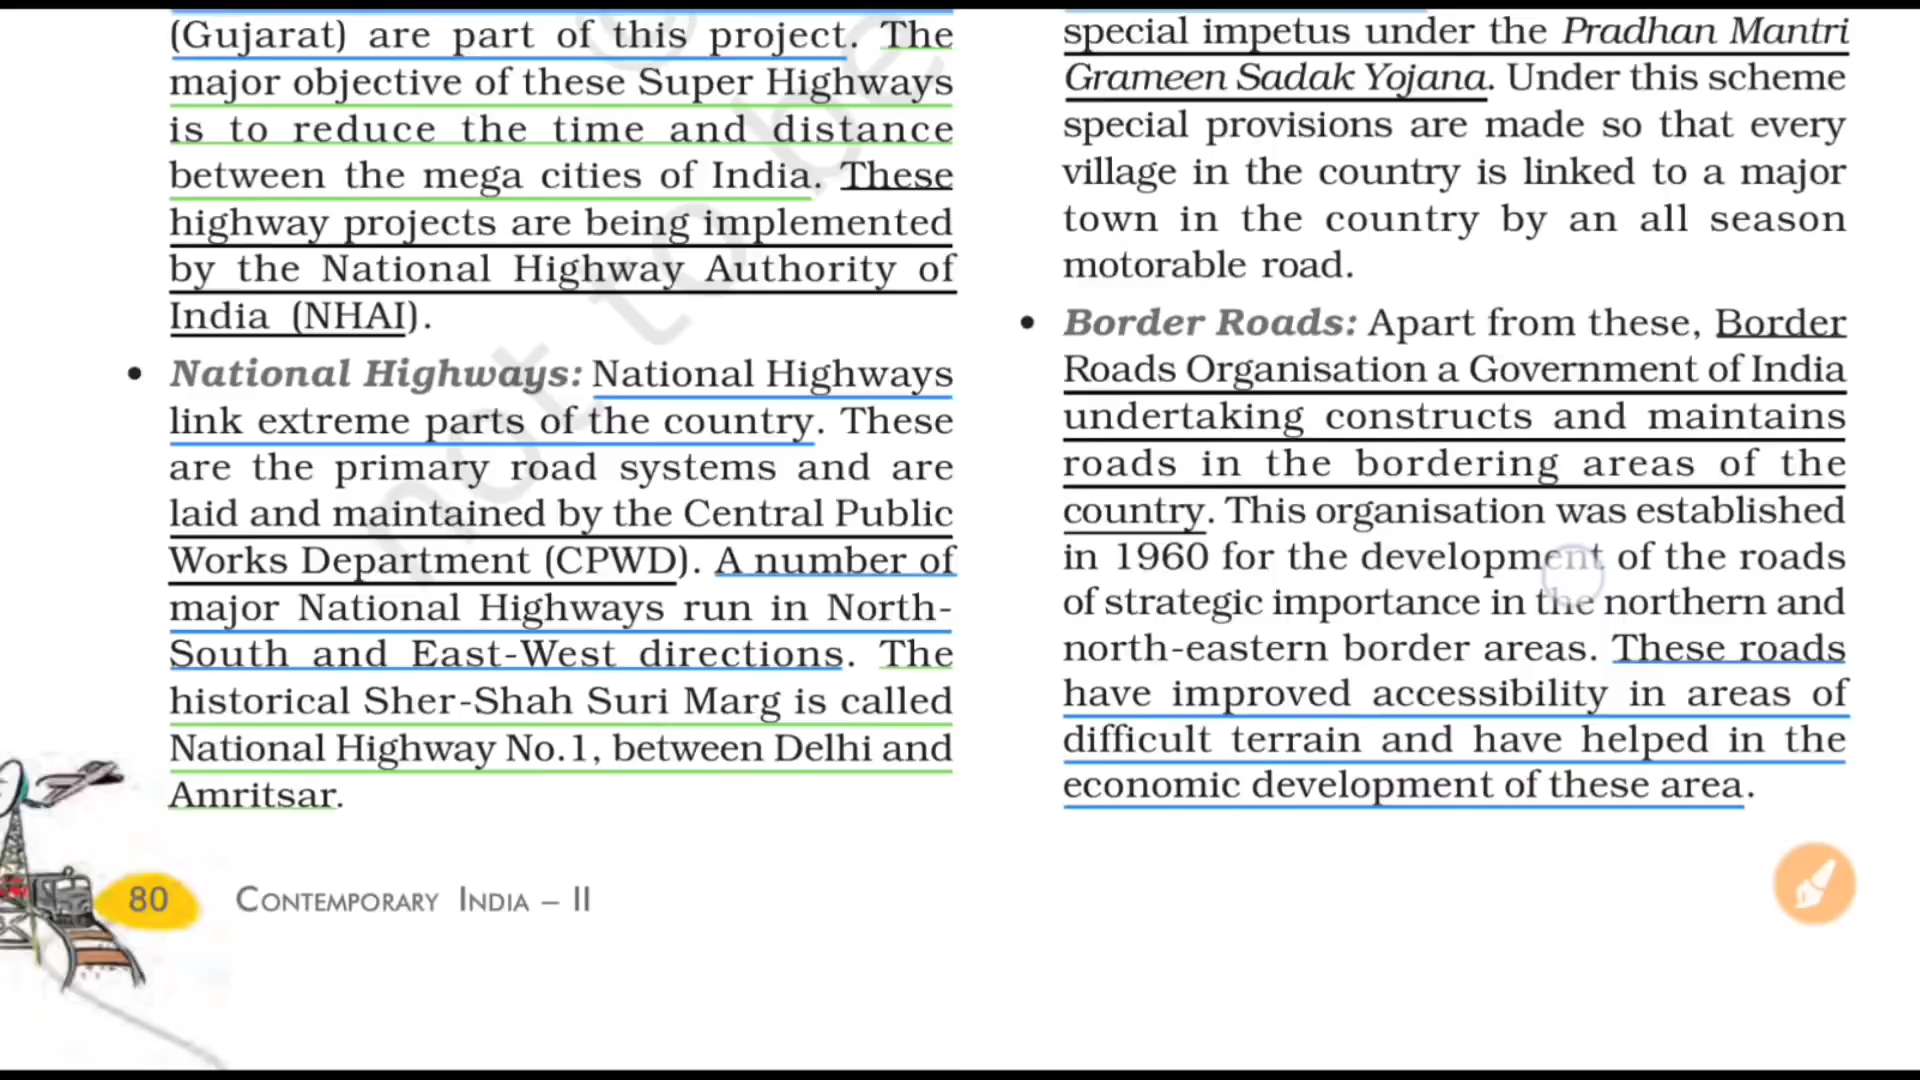 (Gujarat) are part of this project. The
major objective of these Super Highways
is to reduce the time and distance
between the mega cities of India. These
highway projects are being implemented
by the National Highway Authority of
India (NHAI).
• National Highways: National Highways
link extreme parts of the country. These
are the primary road systems and are
laid and maintained by the Central Public
Works Department (CPWD). A number of
major National Highways run in North-
South and East-West directions. The
historical Sher-Shah Suri Marg is called
National Highway No.1, between Delhi and
Amritsar.
special impetus under the Pradhan Mantri
Grameen Sadak Yojana. Under this scheme
special provisions are made so that every
village in the country is linked to a major
town in the country by an all season
motorable road.
• Border Roads: Apart from these, Border
Roads Organisation a Government of India
undertaking constructs and maintains
roads in the bordering areas of the
country. This organisation was established
in 1960 for the development of the roads
of strategic importance in the northern and
north-eastern border areas. These roads
have improved accessibility in areas of
difficult terrain and have helped in the
economic development of these area.
80 CONTEMPORARY INDIA – II
not to be